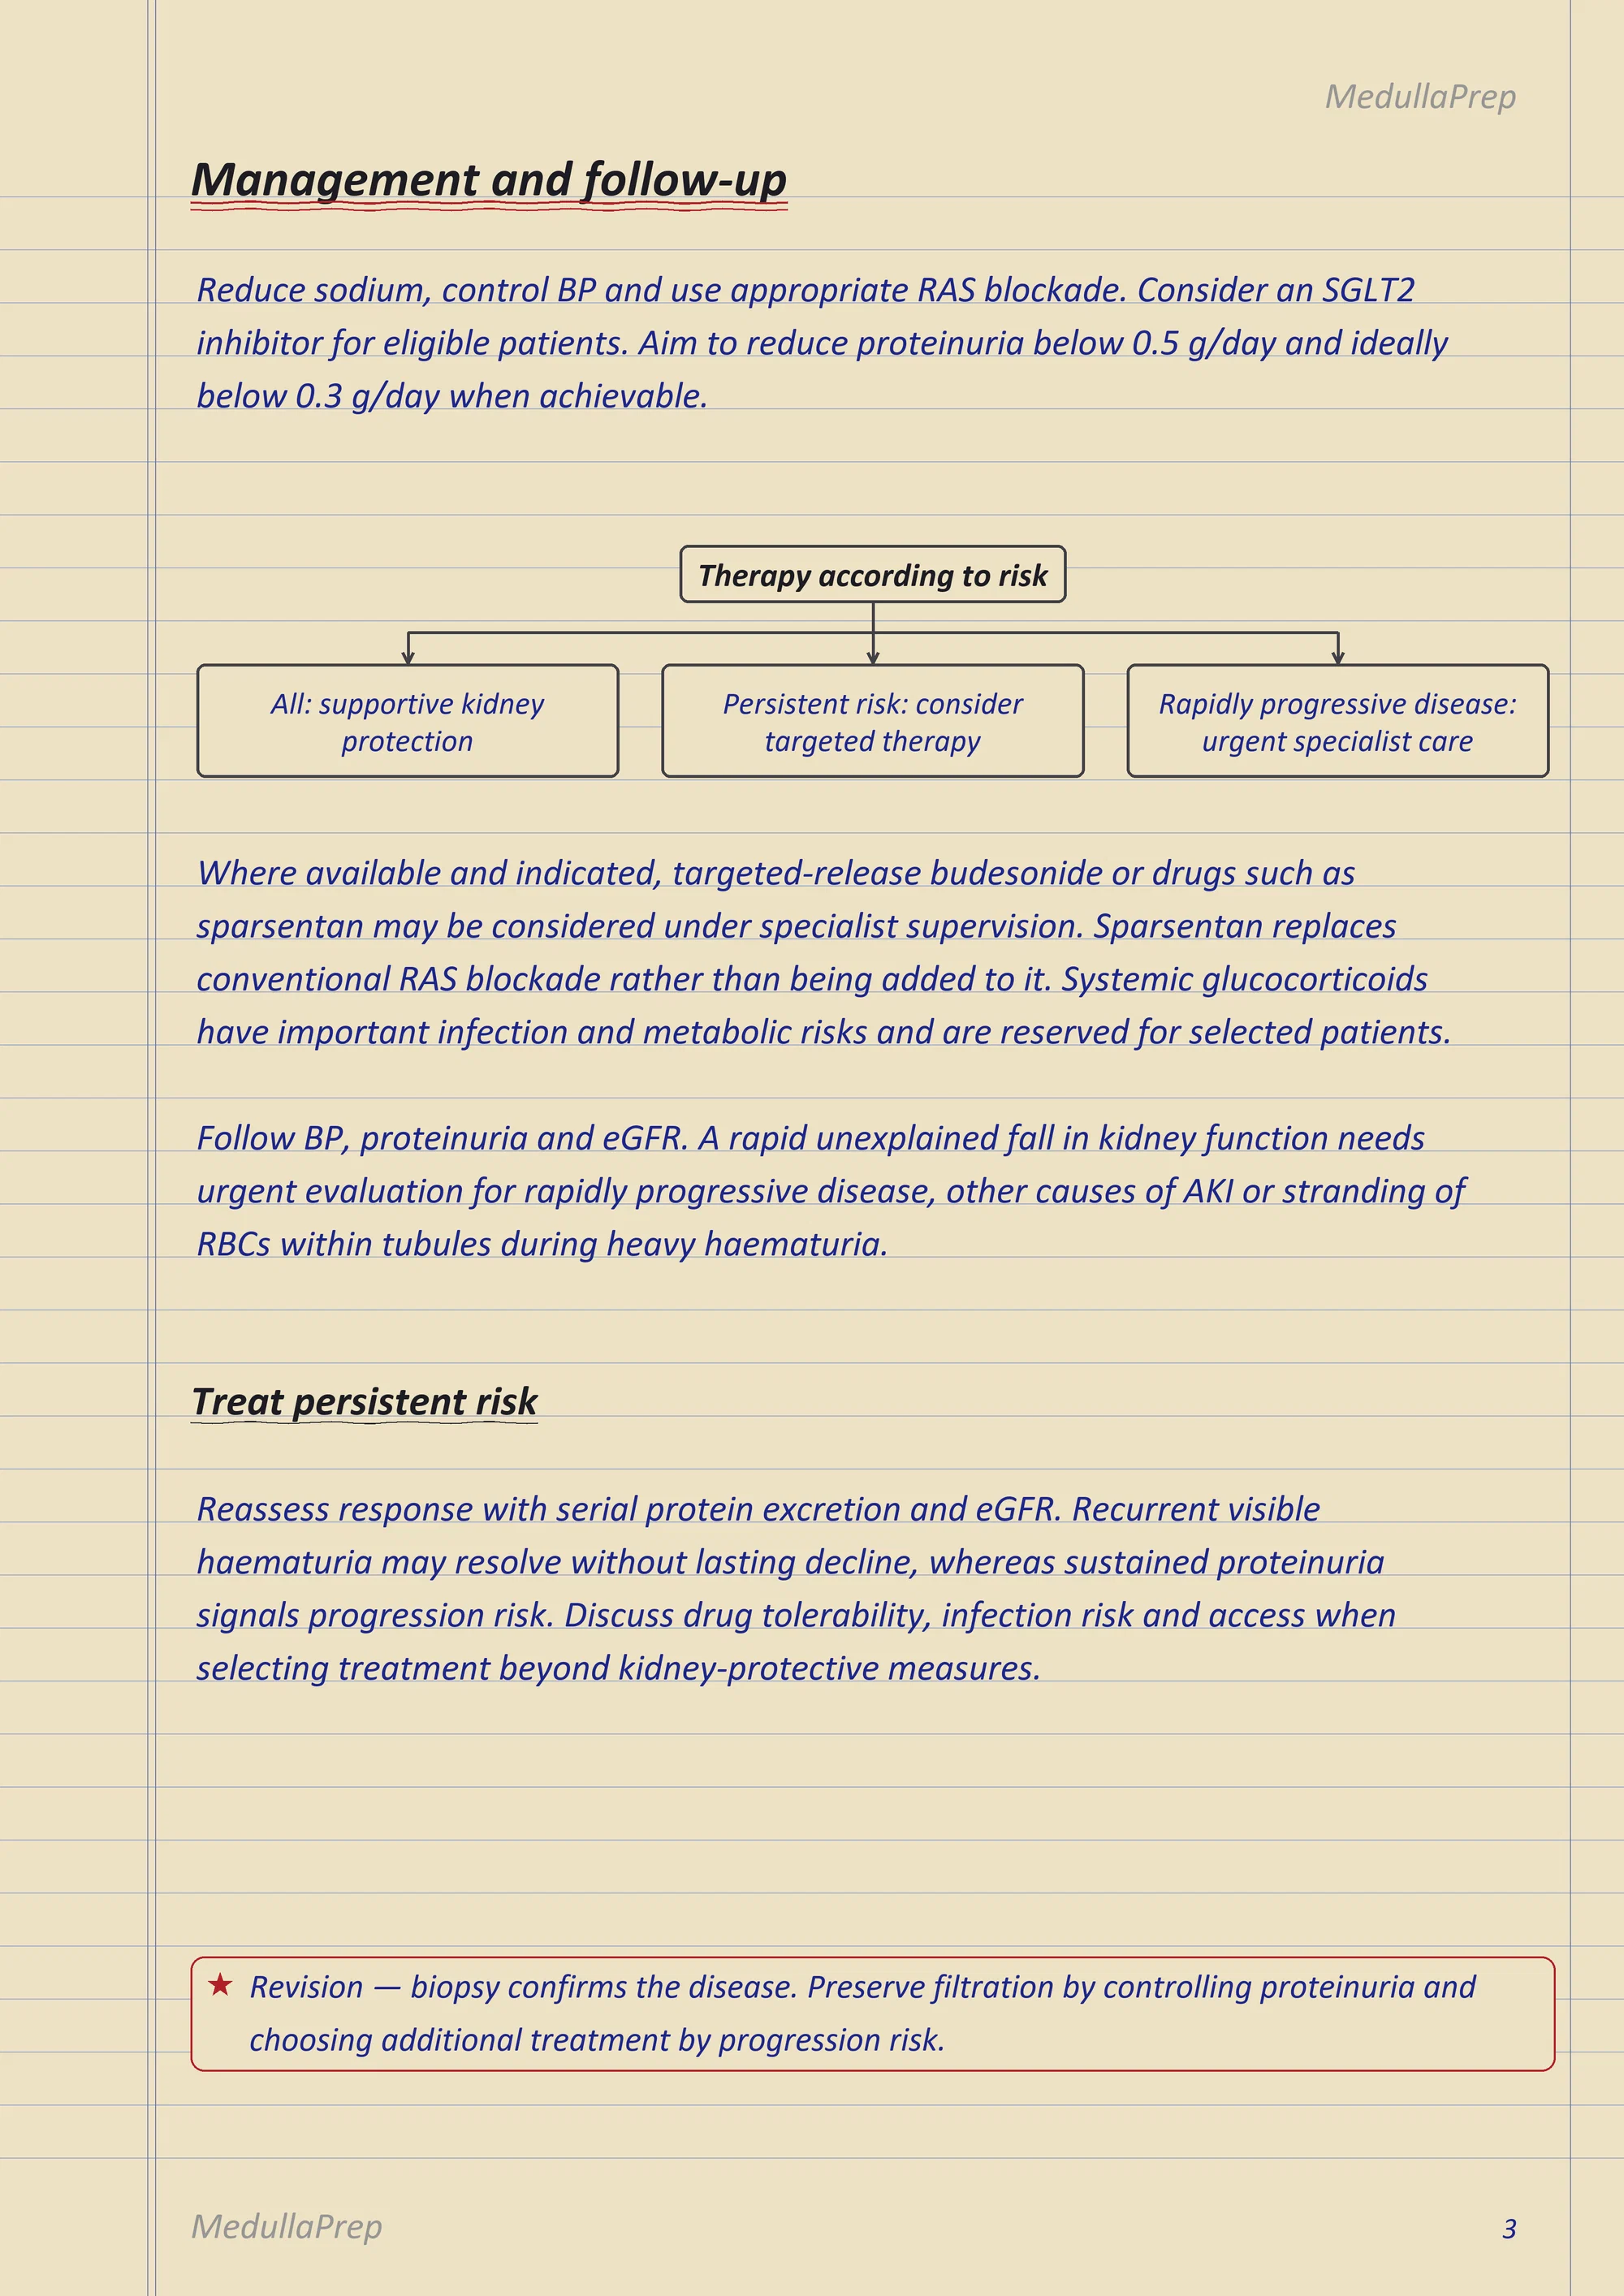 MedullaPrep
Management and follow-up
Reduce sodium, control BP and use appropriate RAS blockade. Consider an SGLT2
inhibitor for eligible patients. Aim to reduce proteinuria below 0.5 g/day and ideally
below 0.3 g/day when achievable.
Therapy according to risk
All: supportive kidney
protection
Persistent risk: consider
targeted therapy
Rapidly progressive disease:
urgent specialist care
Where available and indicated, targeted-release budesonide or drugs such as
sparsentan may be considered under specialist supervision. Sparsentan replaces
conventional RAS blockade rather than being added to it. Systemic glucocorticoids
have important infection and metabolic risks and are reserved for selected patients.
Follow BP, proteinuria and eGFR. A rapid unexplained fall in kidney function needs
urgent evaluation for rapidly progressive disease, other causes of AKI or stranding of
RBCs within tubules during heavy haematuria.
Treat persistent risk
Reassess response with serial protein excretion and eGFR. Recurrent visible
haematuria may resolve without lasting decline, whereas sustained proteinuria
signals progression risk. Discuss drug tolerability, infection risk and access when
selecting treatment beyond kidney-protective measures.
★ Revision — biopsy confirms the disease. Preserve filtration by controlling proteinuria and
choosing additional treatment by progression risk.
MedullaPrep
3